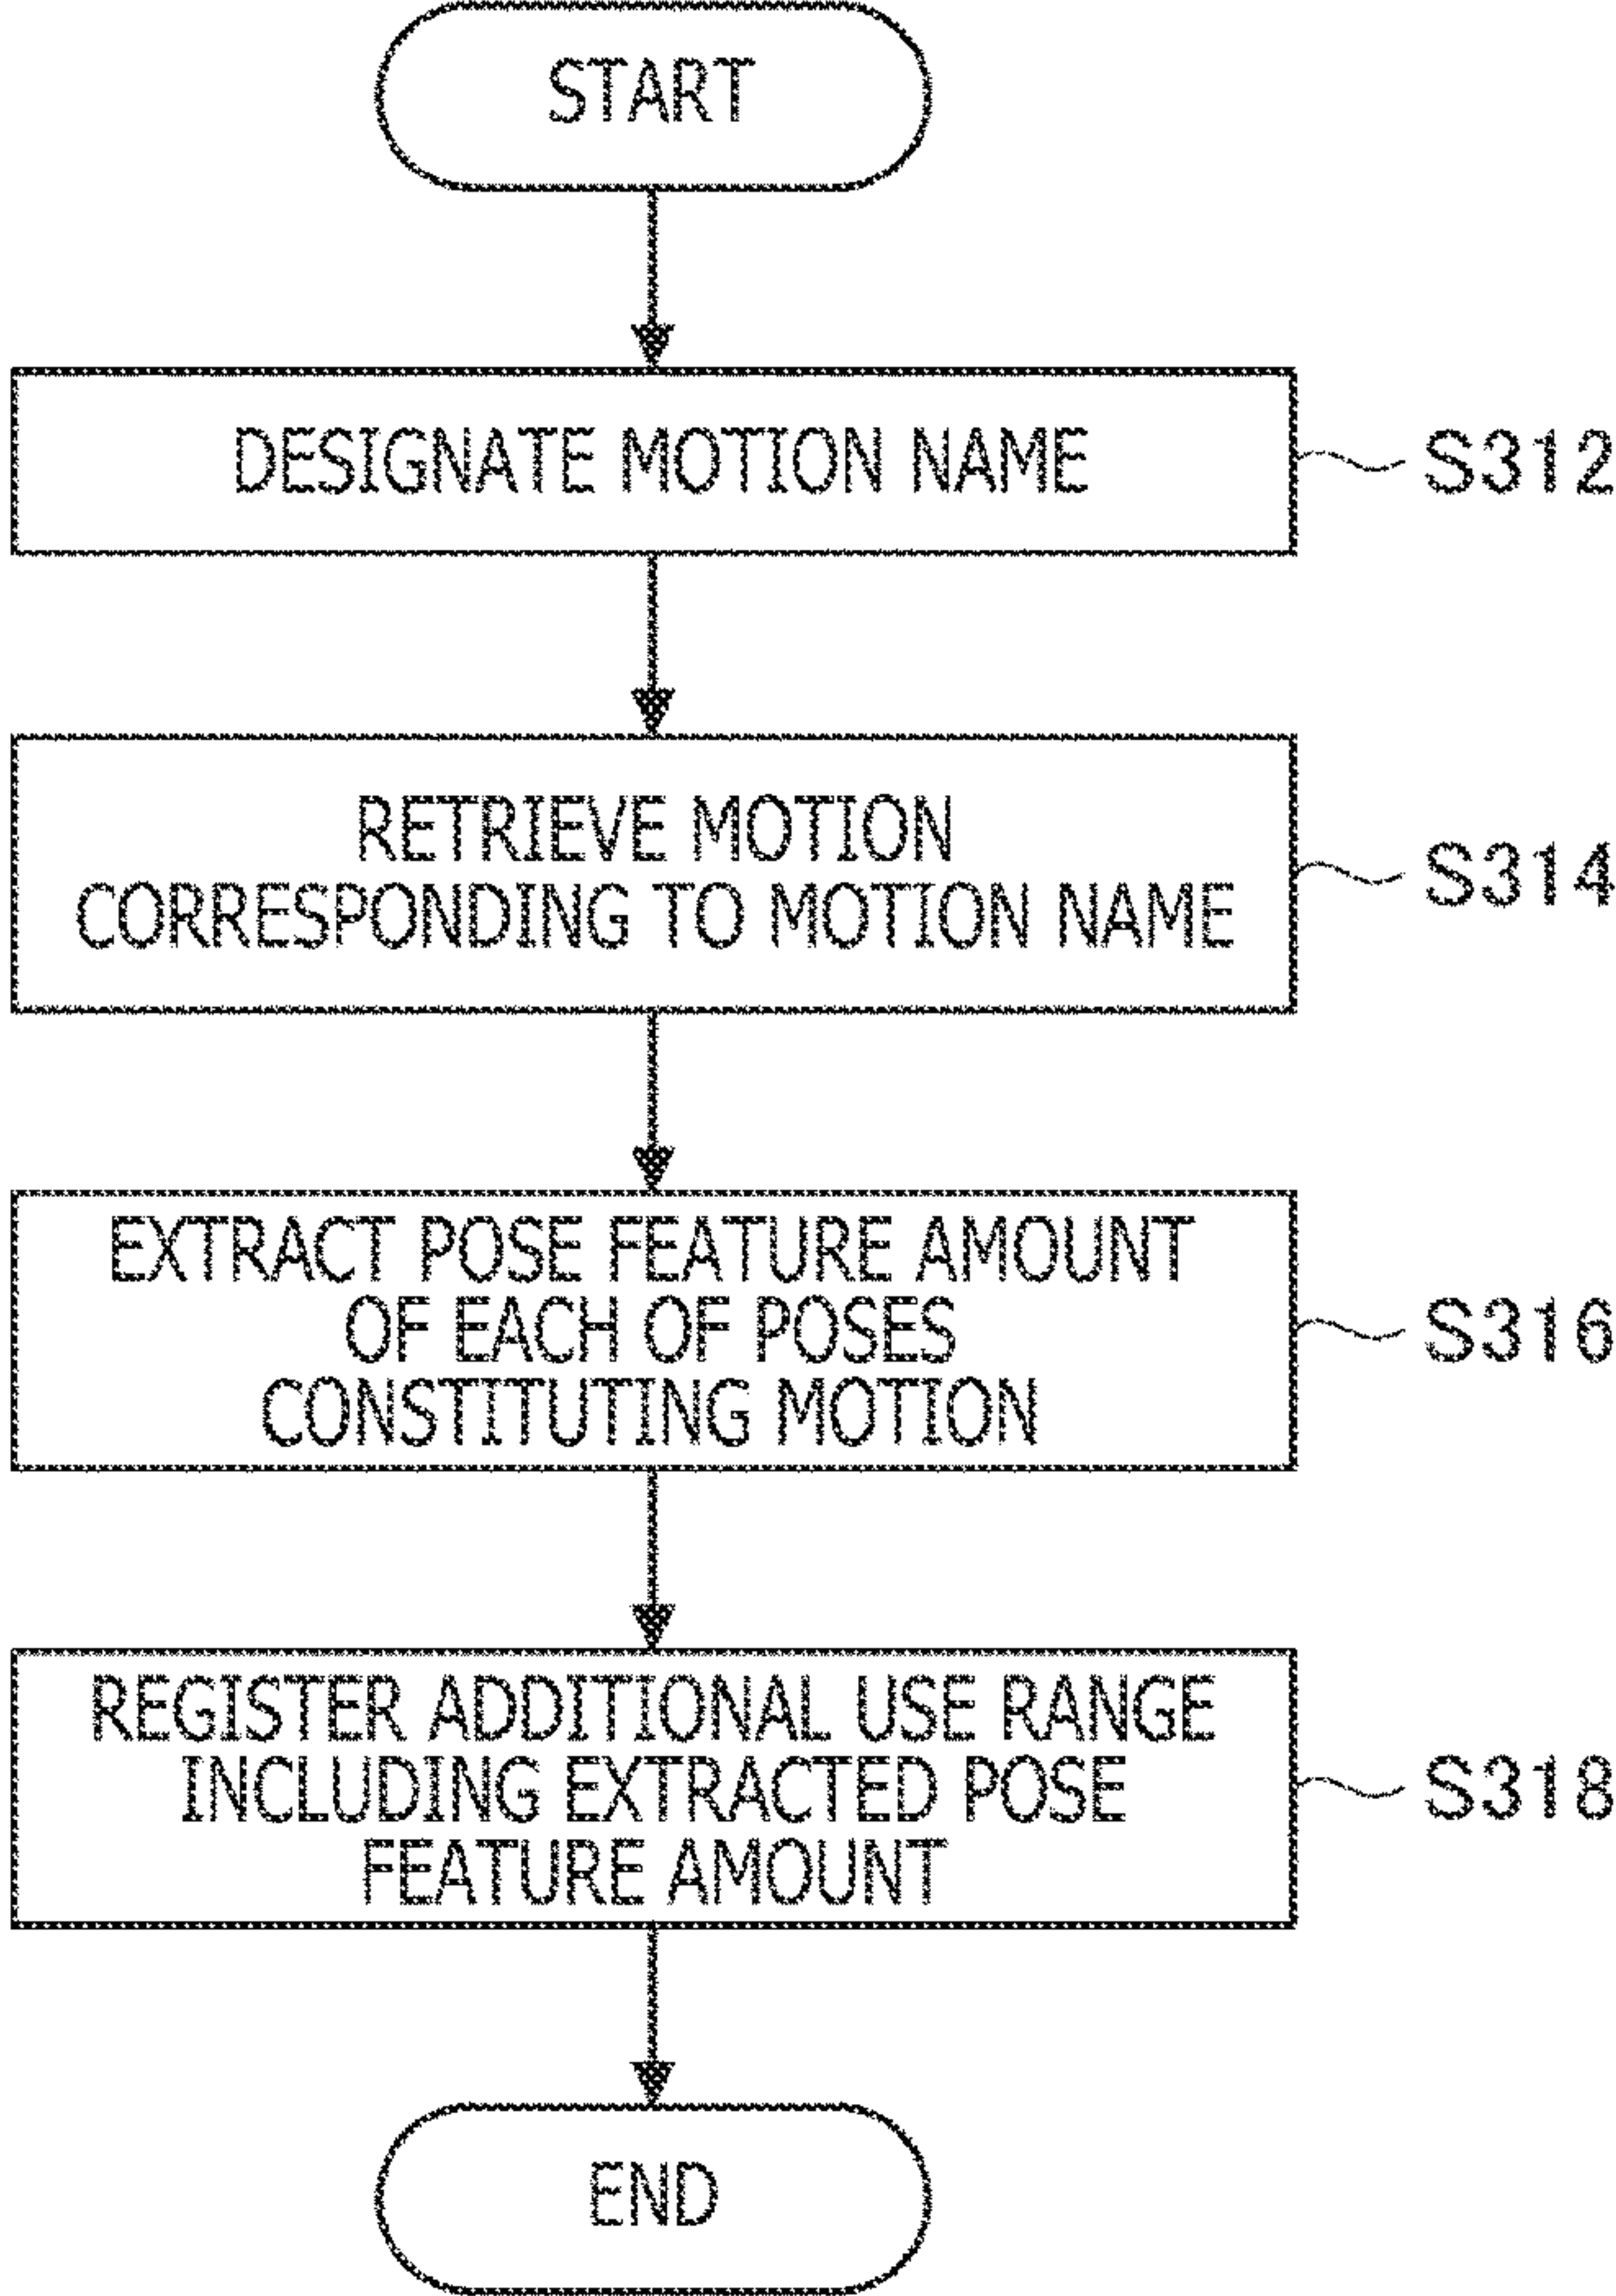 START
DESIGNATE MOTION NAME
S312
RETRIEVE MOTION
CORRESPONDING TO MOTION NAME
S314
EXTRACT POSE FEATURE AMOUNT
OF EACH OF POSES
CONSTITUTING MOTION
S316
REGISTER ADDITIONAL USE RANGE
INCLUDING EXTRACTED POSE
FEATURE AMOUNT
S318
END